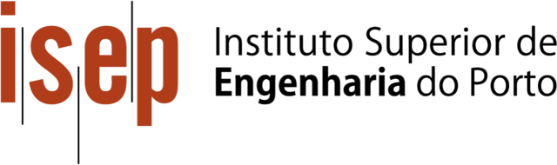 isep
Instituto Superior de
Engenharia do Porto